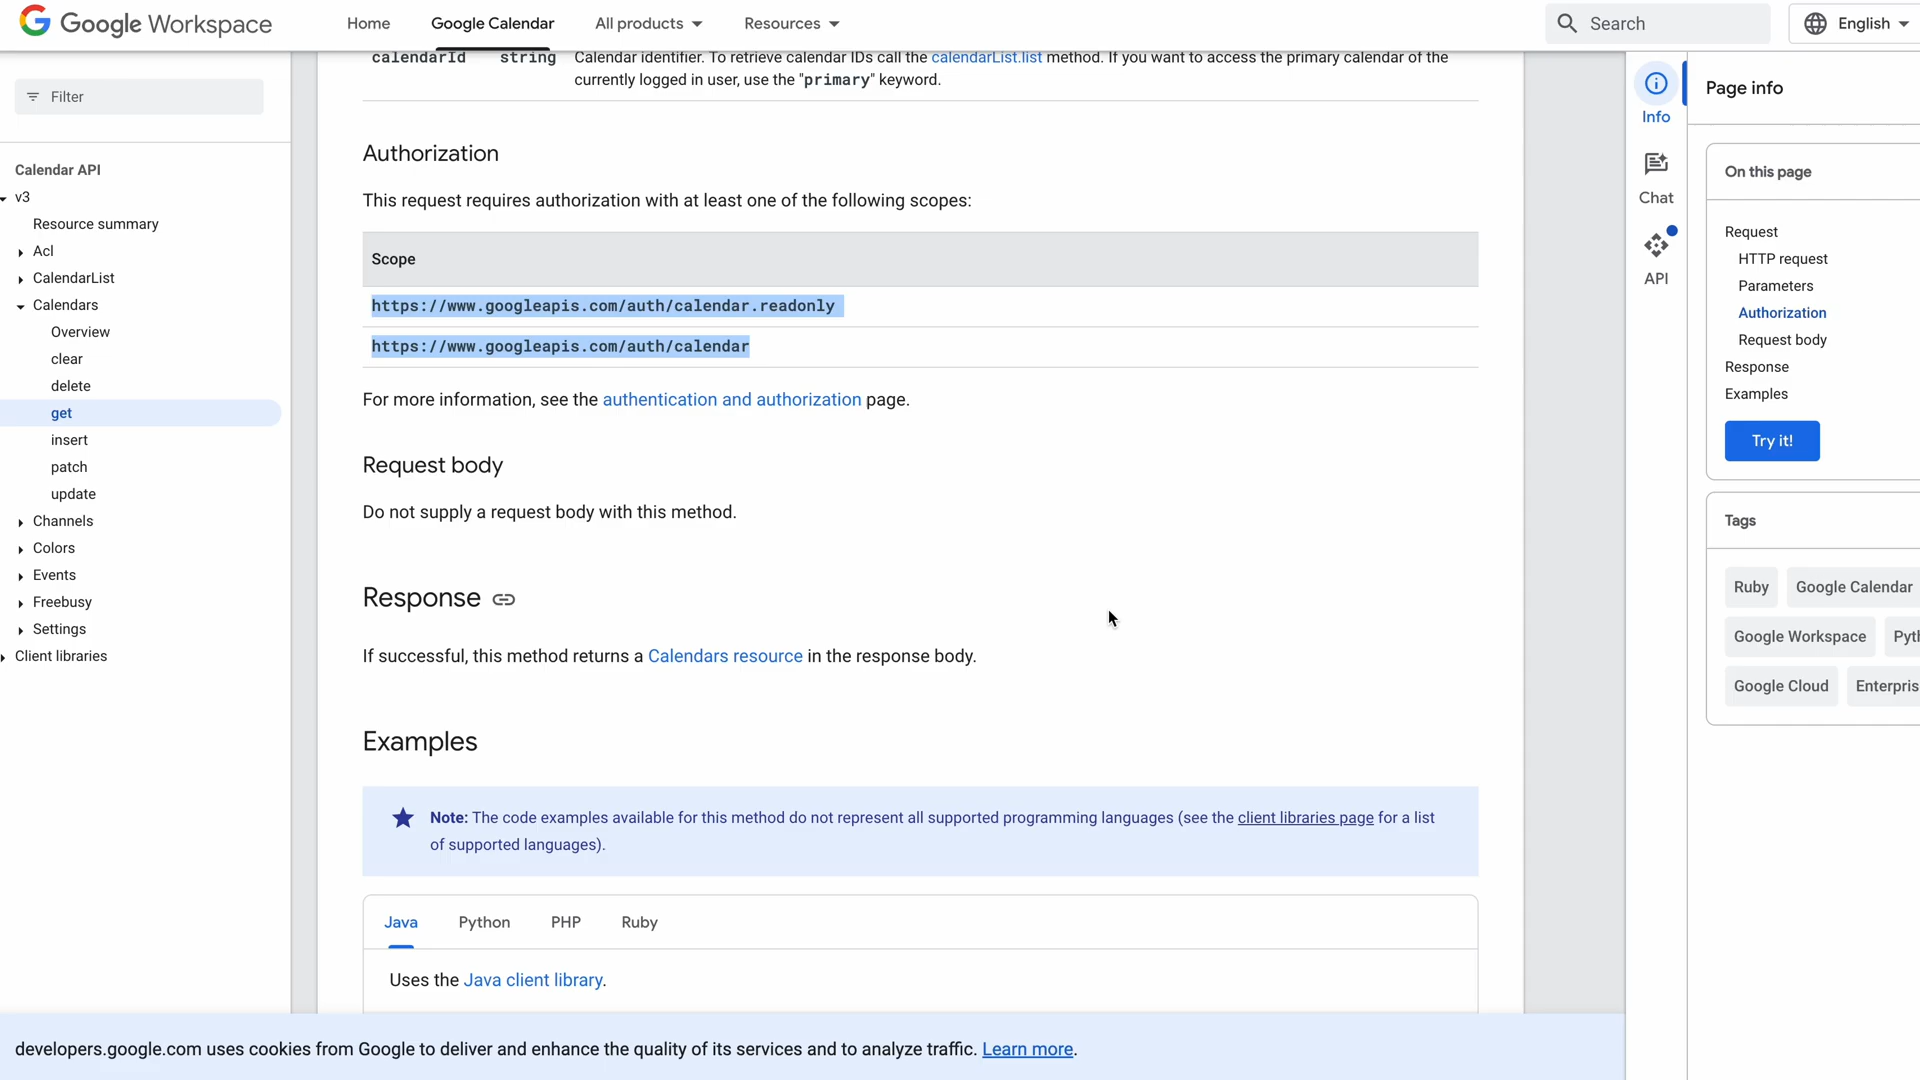 Google Workspace
Home
Google Calendar
All products
Resources
Search
English
Filter
Calendar API
v3
Resource summary
Acl
CalendarList
Calendars
Overview
clear
delete
get
insert
patch
update
Channels
Colors
Events
Freebusy
Settings
Client libraries
calendarId string Calendar identifier. To retrieve calendar IDs call the calendarList.list method. If you want to access the primary calendar of the
currently logged in user, use the "primary" keyword.
Authorization
This request requires authorization with at least one of the following scopes:
Scope
https://www.googleapis.com/auth/calendar.readonly
https://www.googleapis.com/auth/calendar
For more information, see the authentication and authorization page.
Request body
Do not supply a request body with this method.
Response
If successful, this method returns a Calendars resource in the response body.
Examples
Note: The code examples available for this method do not represent all supported programming languages (see the client libraries page for a list
of supported languages).
Java Python PHP Ruby
Uses the Java client library.
Info
Chat
API
Page info
On this page
Request
HTTP request
Parameters
Authorization
Request body
Response
Examples
Try it!
Tags
Ruby Google Calendar
Google Workspace Pyth
Google Cloud Enterpris
developers.google.com uses cookies from Google to deliver and enhance the quality of its services and to analyze traffic. Learn more.